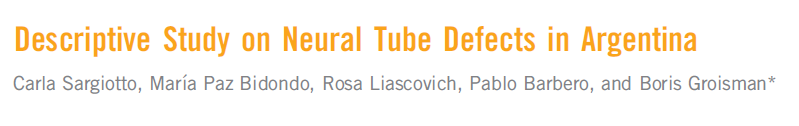 Descriptive Study on Neural Tube Defects in Argentina
Carla Sargiotto, María Paz Bidondo, Rosa Liascovich, Pablo Barbero, and Boris Groisman*